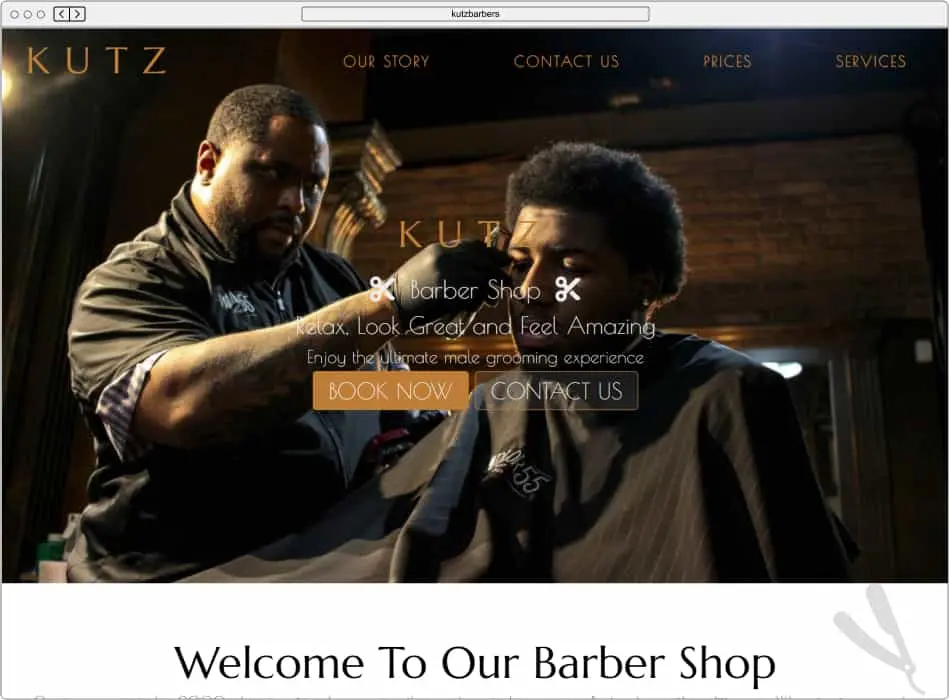 kutzbarbers
KUTZ OUR STORY CONTACT US PRICES SERVICES
KUTZ
Barber Shop
Relax, Look Great and Feel Amazing
Enjoy the ultimate male grooming experience
BOOK NOW CONTACT US
55
Welcome To Our Barber Shop